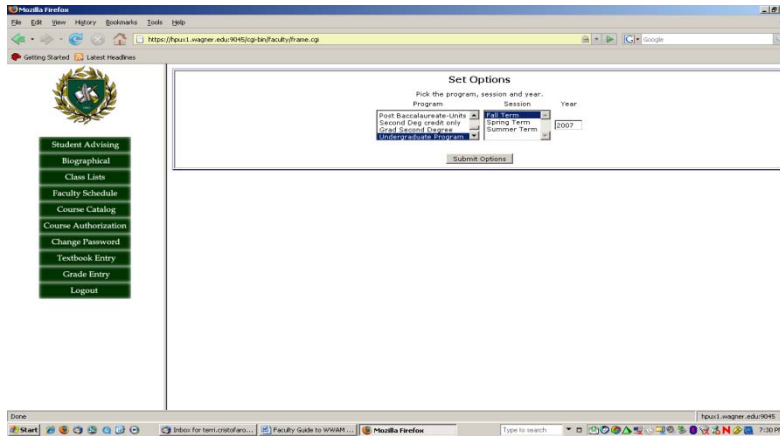 Mozilla Firefox
File Edit View History Bookmarks Tools Help
https://hpux1.wagner.edu:9045/cgi-bin/faculty/frame.cgi
Google
Getting Started Latest Headlines
Set Options
Pick the program, session and year.
Program Session Year
Post Baccalaureate-Units Fall Term
Second Deg credit only Spring Term 2007
Grad Second Degree Summer Term
Undergraduate Program
Submit Options
Student Advising
Biographical
Class Lists
Faculty Schedule
Course Catalog
Course Authorization
Change Password
Textbook Entry
Grade Entry
Logout
Done hpux1.wagner.edu:9045
Start Inbox for terri.cristofaro... Faculty Guide to WWAM ... Mozilla Firefox Type to search 7:30 P